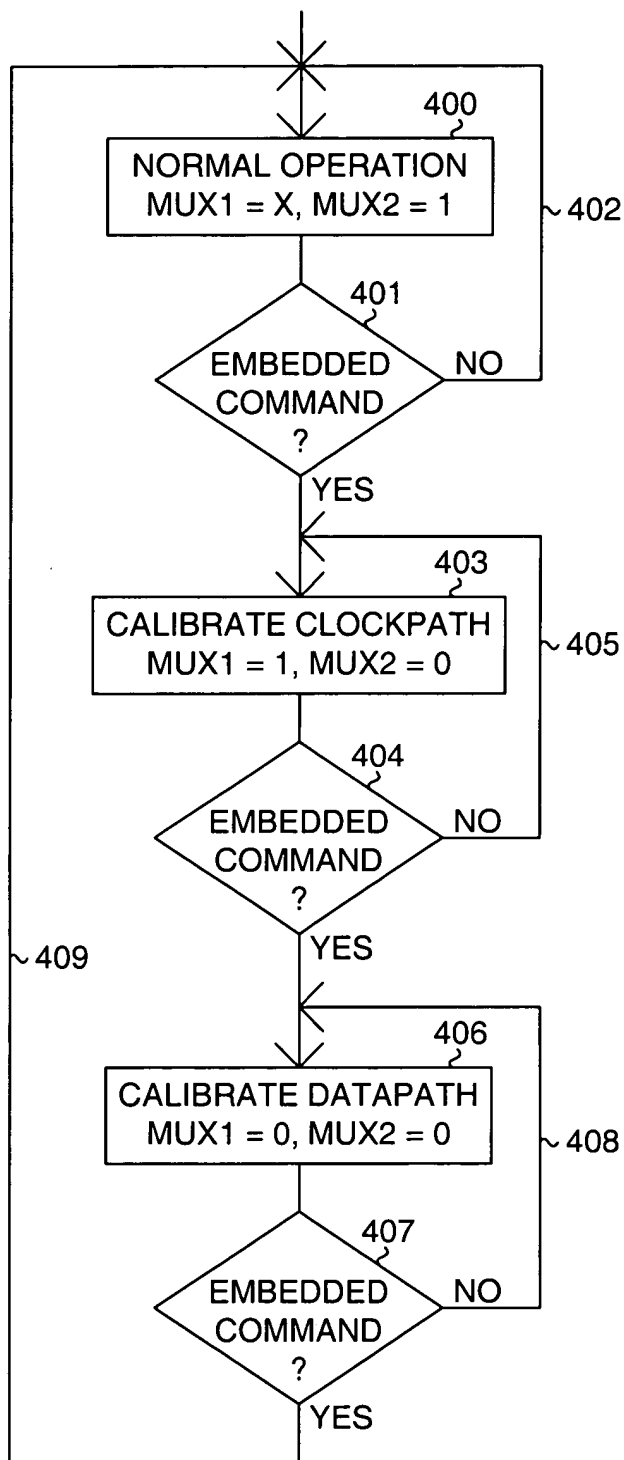 400
NORMAL OPERATION
MUX1 = X, MUX2 = 1
402
401
EMBEDDED
COMMAND
?
NO
YES
403
CALIBRATE CLOCKPATH
MUX1 = 1, MUX2 = 0
405
404
EMBEDDED
COMMAND
?
NO
YES
409
406
CALIBRATE DATAPATH
MUX1 = 0, MUX2 = 0
408
407
EMBEDDED
COMMAND
?
NO
YES